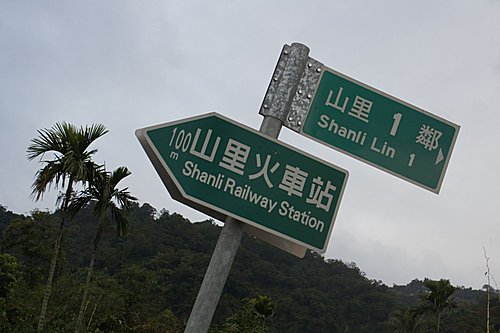 山里 1 鄰
Shanli Lin 1
100 山里火車站
m Shanli Railway Station